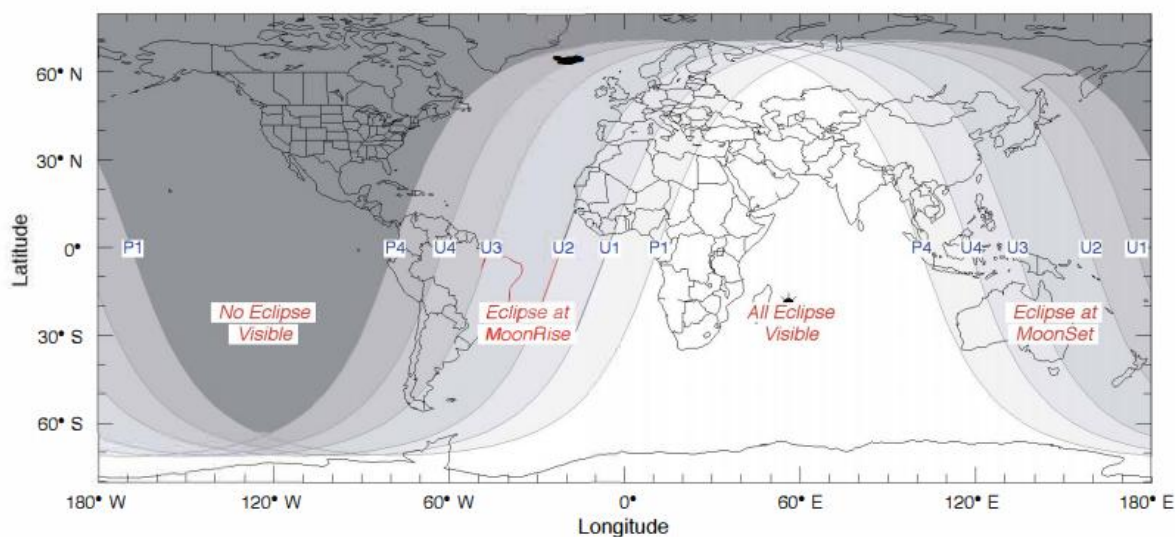 60° N
30° N
0°
30° S
60° S
Latitude
P1
P4
U4
U3
U2
U1
P1
P4
U4
U3
U2
U1
No Eclipse
Visible
Eclipse at
MoonRise
All Eclipse
Visible
Eclipse at
MoonSet
180° W
120° W
60° W
0°
60° E
120° E
180° E
Longitude